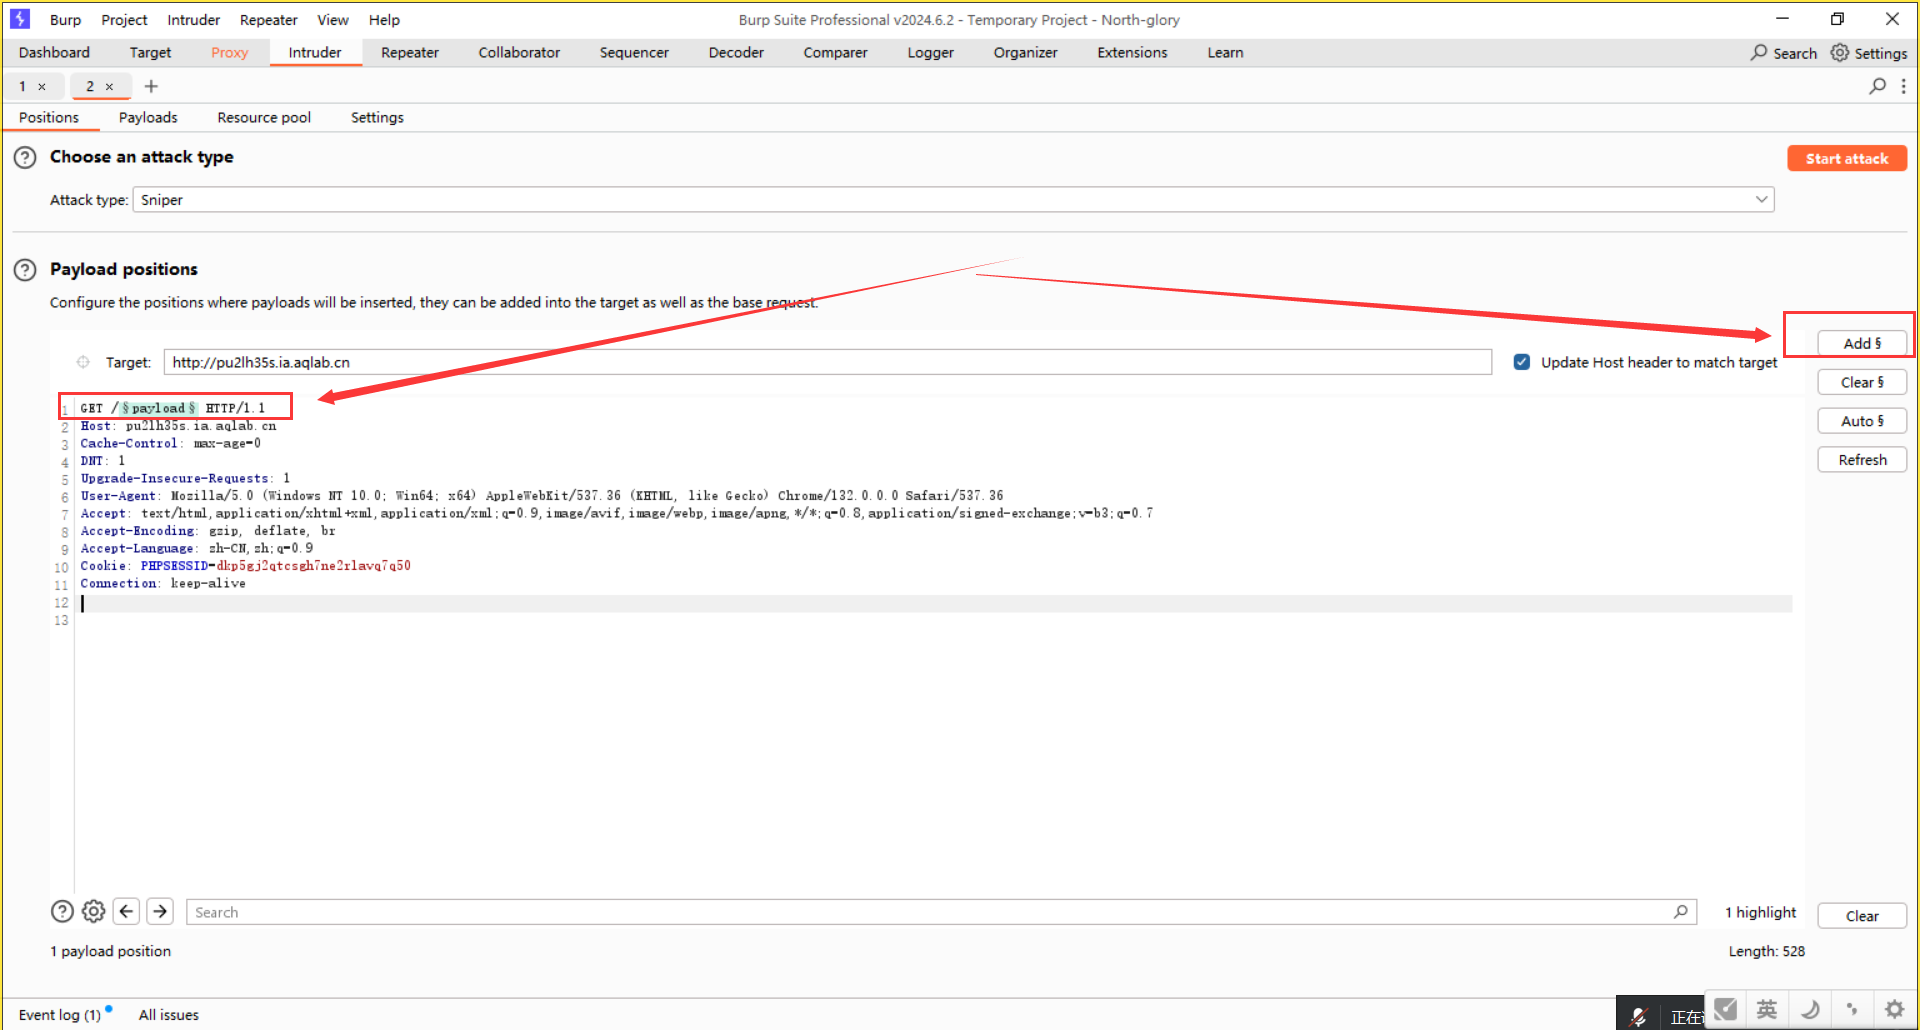 Burp Project Intruder Repeater View Help Burp Suite Professional v2024.6.2 - Temporary Project - North-glory
Dashboard Target Proxy Intruder Repeater Collaborator Sequencer Decoder Comparer Logger Organizer Extensions Learn Search Settings
1 × 2 × +
Positions Payloads Resource pool Settings
Choose an attack type
Start attack
Attack type: Sniper
Payload positions
Configure the positions where payloads will be inserted, they can be added into the target as well as the base request.
Add §
Target: http://pu2lh35s.ia.aqlab.cn Update Host header to match target
Clear §
Auto §
Refresh
1 GET /§payload§ HTTP/1.1
2 Host: pu2lh35s.ia.aqlab.cn
3 Cache-Control: max-age=0
4 DNT: 1
5 Upgrade-Insecure-Requests: 1
6 User-Agent: Mozilla/5.0 (Windows NT 10.0; Win64; x64) AppleWebKit/537.36 (KHTML, like Gecko) Chrome/132.0.0.0 Safari/537.36
7 Accept: text/html,application/xhtml+xml,application/xml;q=0.9,image/avif,image/webp,image/apng,*/*;q=0.8,application/signed-exchange;v=b3;q=0.7
8 Accept-Encoding: gzip, deflate, br
9 Accept-Language: zh-CN,zh;q=0.9
10 Cookie: PHPSESSID=dkp5gj2qtcsgh7ne2rlavq7q50
11 Connection: keep-alive
12
13
Search 1 highlight Clear
1 payload position Length: 528
Event log (1) All issues
正在 英